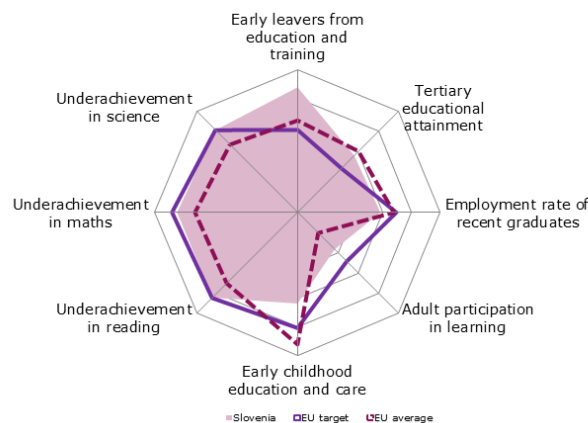 Early leavers from
education and
training
Tertiary
educational
attainment
Employment rate of
recent graduates
Adult participation
in learning
Early childhood
education and care
Underachievement
in reading
Underachievement
in maths
Underachievement
in science
Slovenia
EU target
EU average